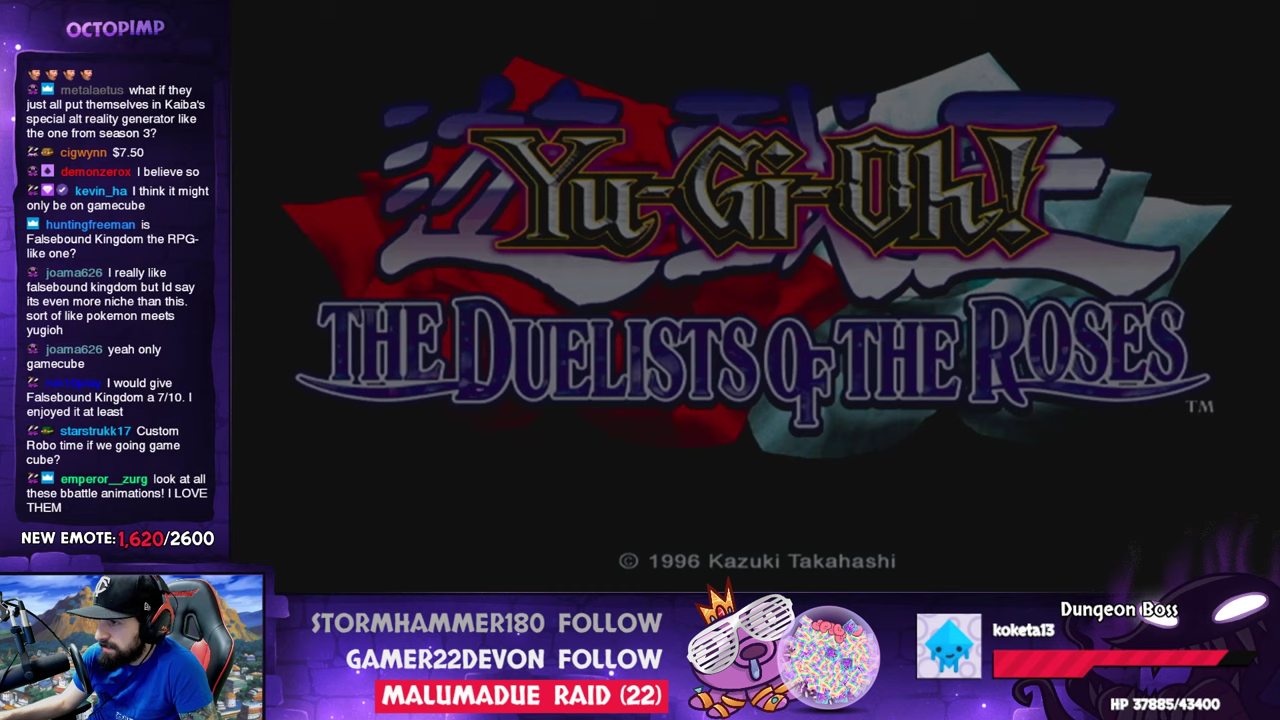 OCTOPIMP
metalaetus what if they
just all put themselves in Kaiba's
special alt reality generator like
the one from season 3?
cigwynn $7.50
demonzerox I believe so
kevin_ha I think it might
only be on gamecube
huntingfreeman is
Falsebound Kingdom the RPG-
like one?
joama626 I really like
falsebound kingdom but Id say
its even more niche than this.
sort of like pokemon meets
yugioh
joama626 yeah only
gamecube
I would give
Falsebound Kingdom a 7/10. I
enjoyed it at least
starstrukk17 Custom
Robo time if we going game
cube?
emperor__zurg look at all
these bbattle animations! I LOVE
THEM
NEW EMOTE: 1,620/2600
遊戯王
Yu-Gi-Oh!
THE DUELISTS OF THE ROSES
TM
© 1996 Kazuki Takahashi
STORMHAMMER180 FOLLOW
GAMER22DEVON FOLLOW
MALUMADUE RAID (22)
Dungeon Boss
koketa13
HP 37885/43400